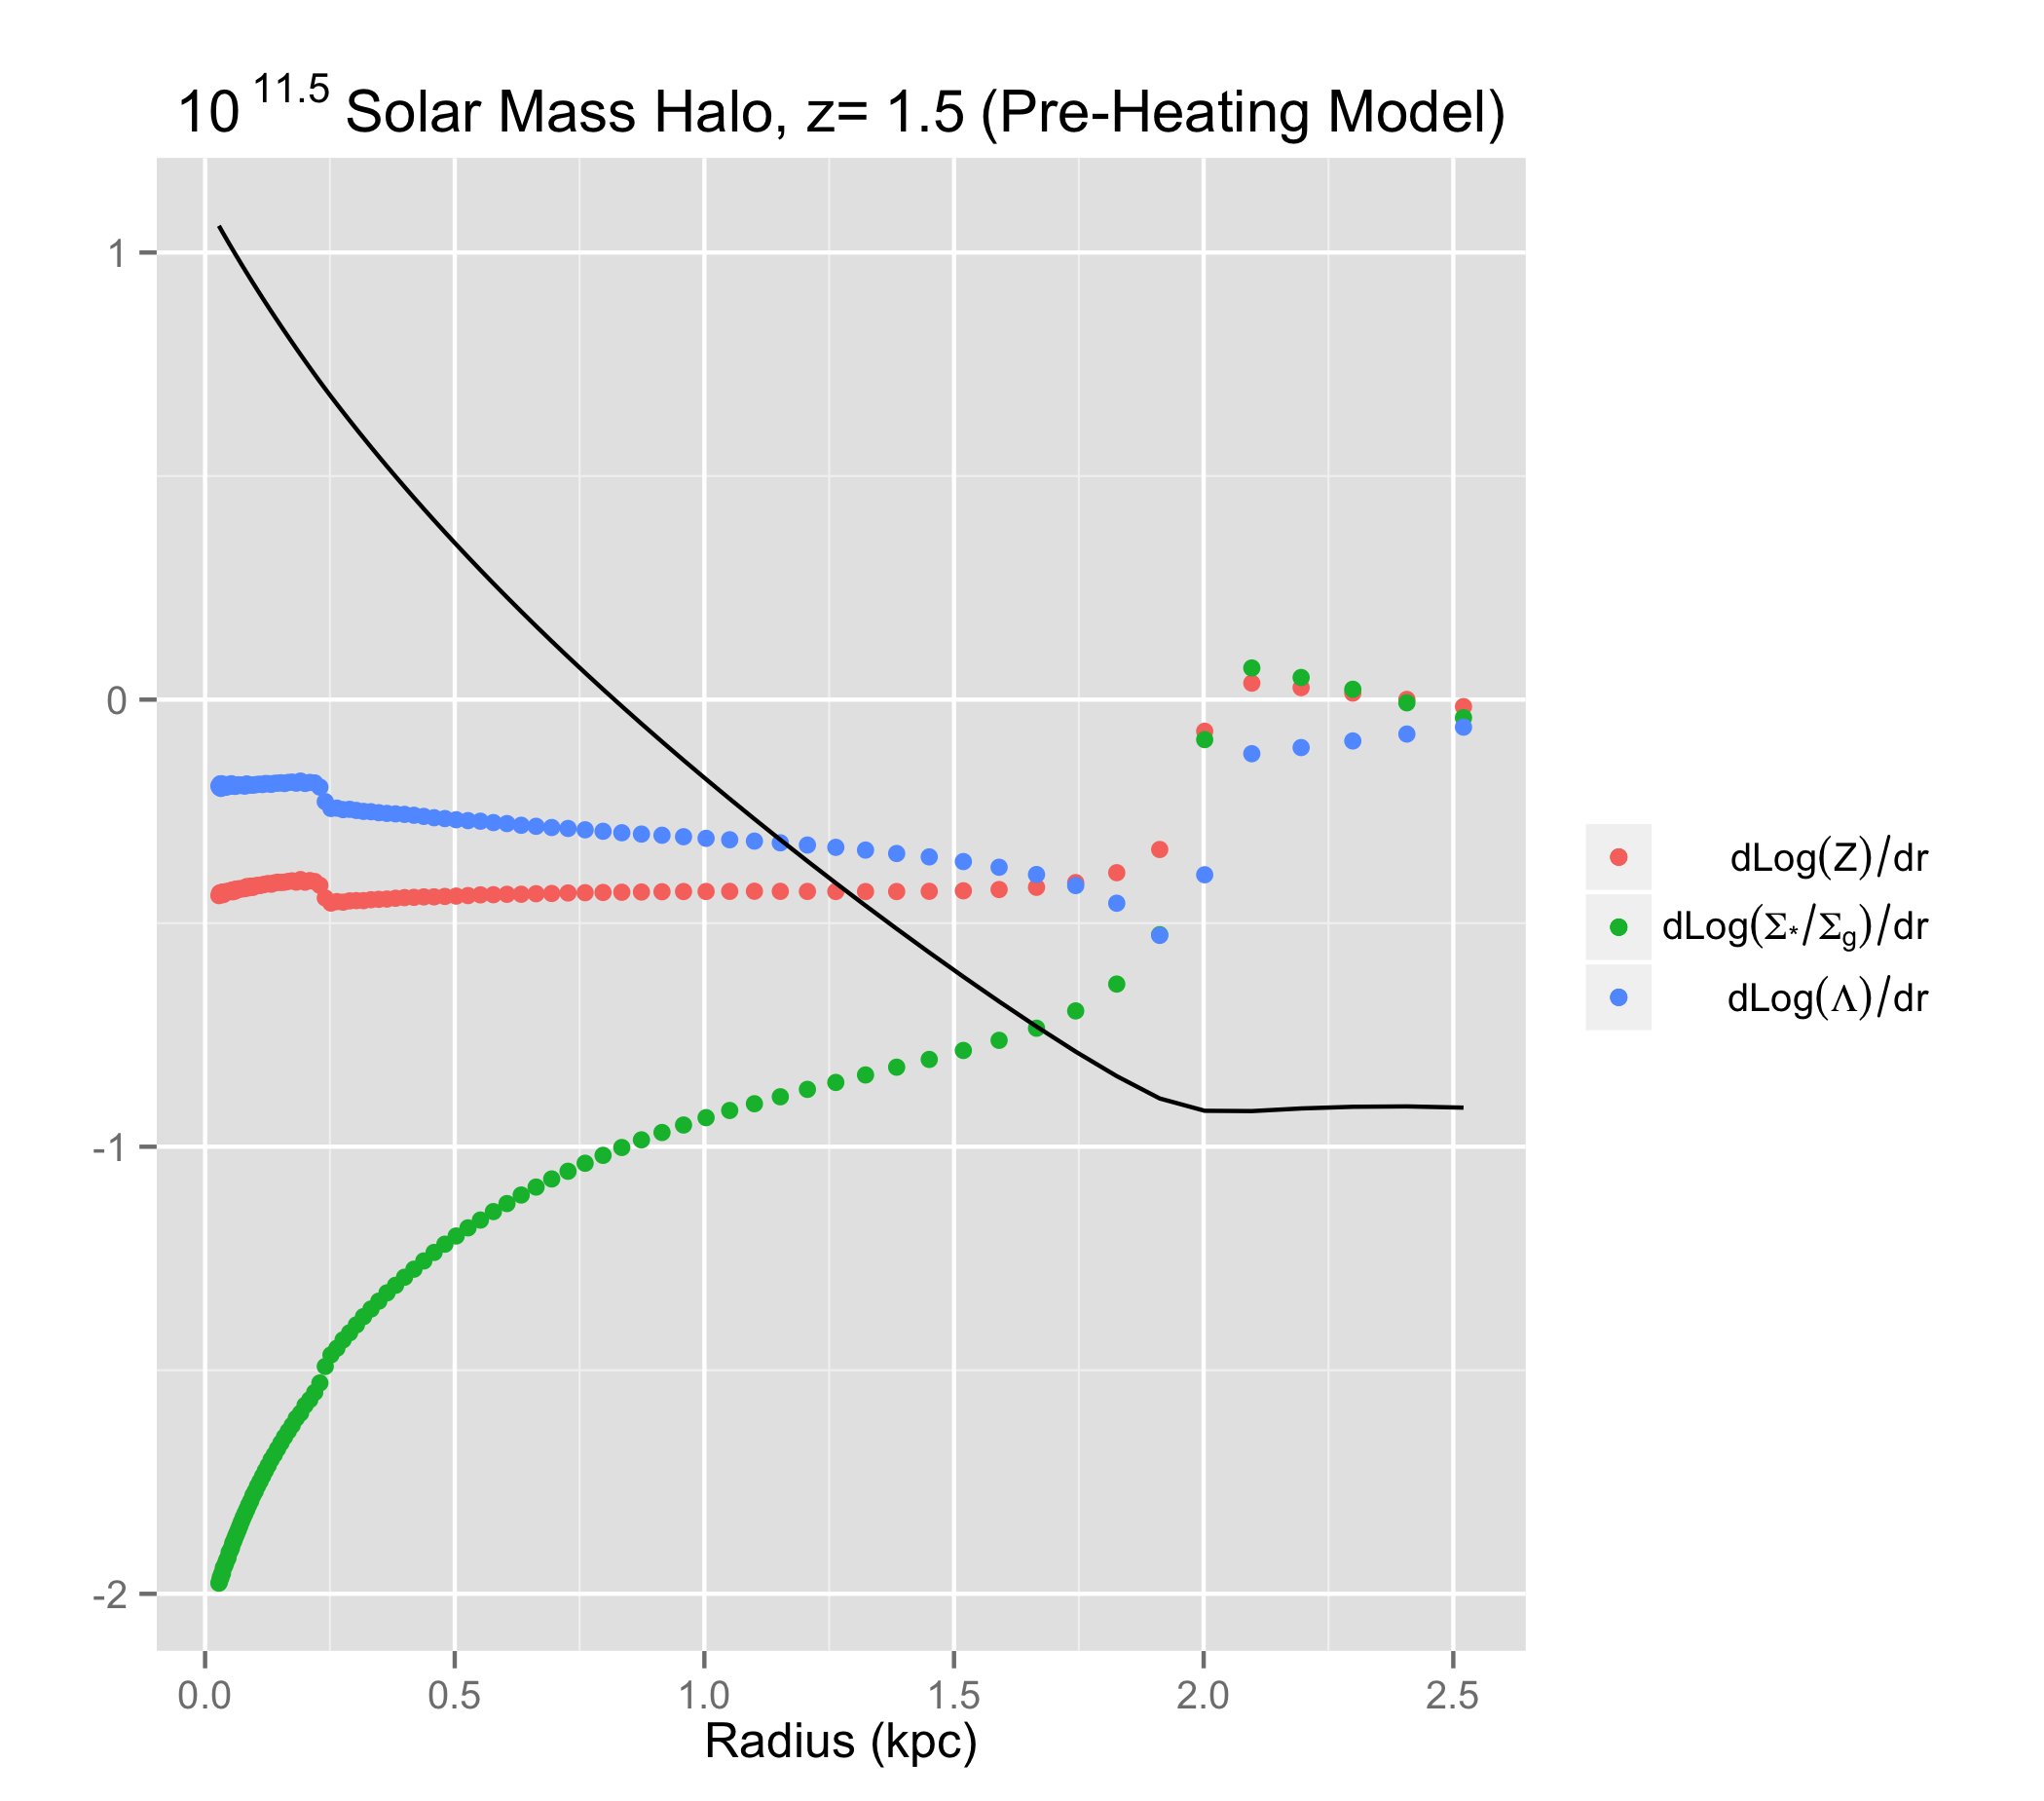 10^11.5 Solar Mass Halo, z= 1.5 (Pre-Heating Model)
1
0
-1
-2
0.0 0.5 1.0 1.5 2.0 2.5
Radius (kpc)
dLog(Z)/dr
dLog(Σ*/Σg)/dr
dLog(Λ)/dr